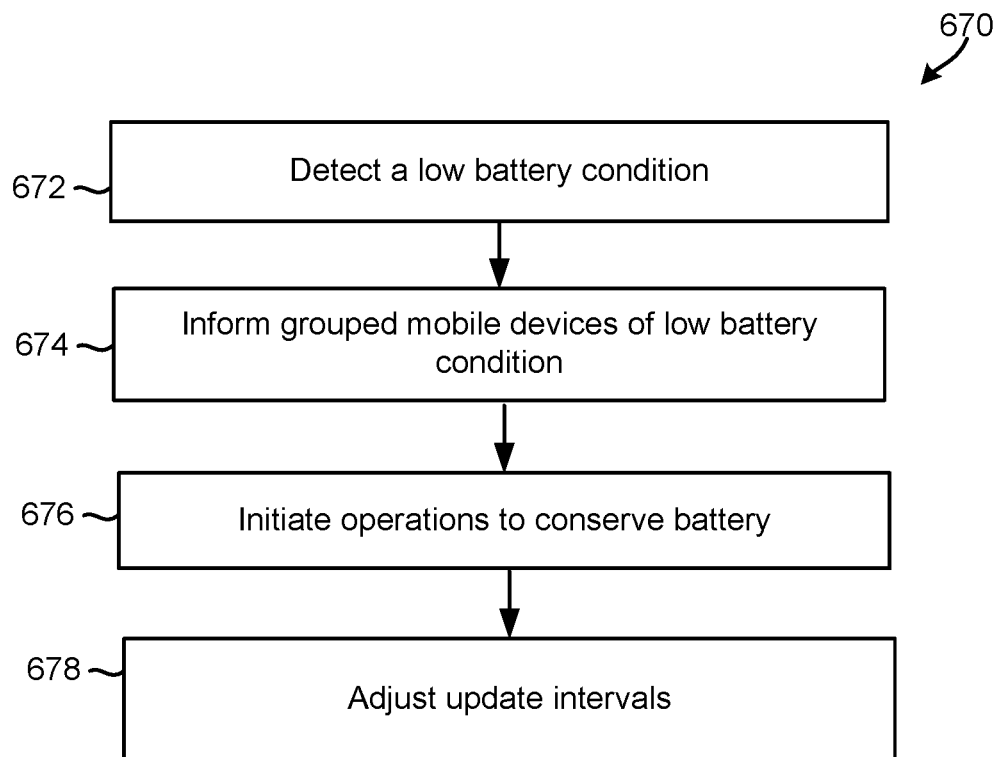 670
672
Detect a low battery condition
674
Inform grouped mobile devices of low battery
condition
676
Initiate operations to conserve battery
678
Adjust update intervals